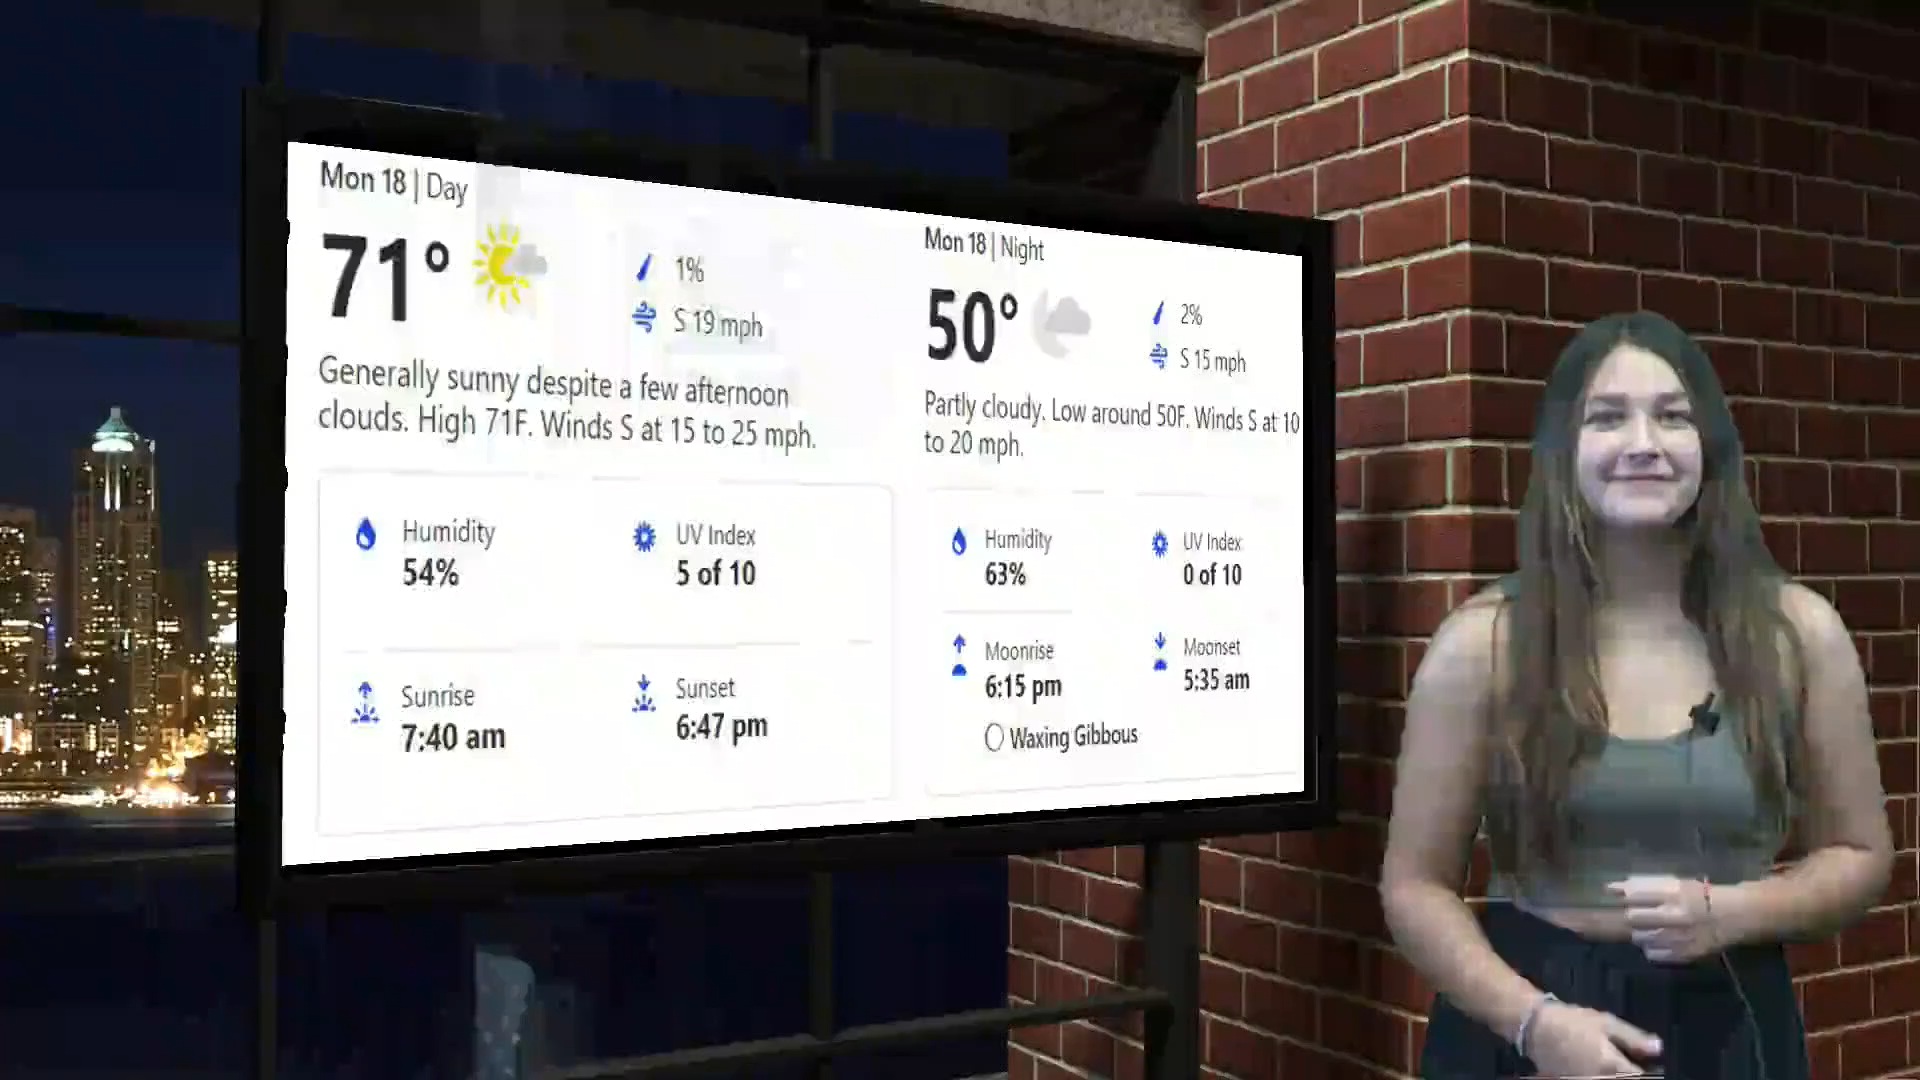 Mon 18 | Day
71°
1%
S 19 mph
Generally sunny despite a few afternoon
clouds. High 71F. Winds S at 15 to 25 mph.
Humidity
54%
UV Index
5 of 10
Sunrise
7:40 am
Sunset
6:47 pm
Mon 18 | Night
50°
2%
S 15 mph
Partly cloudy. Low around 50F. Winds S at 10
to 20 mph.
Humidity
63%
UV Index
0 of 10
Moonrise
6:15 pm
Moonset
5:35 am
Waxing Gibbous